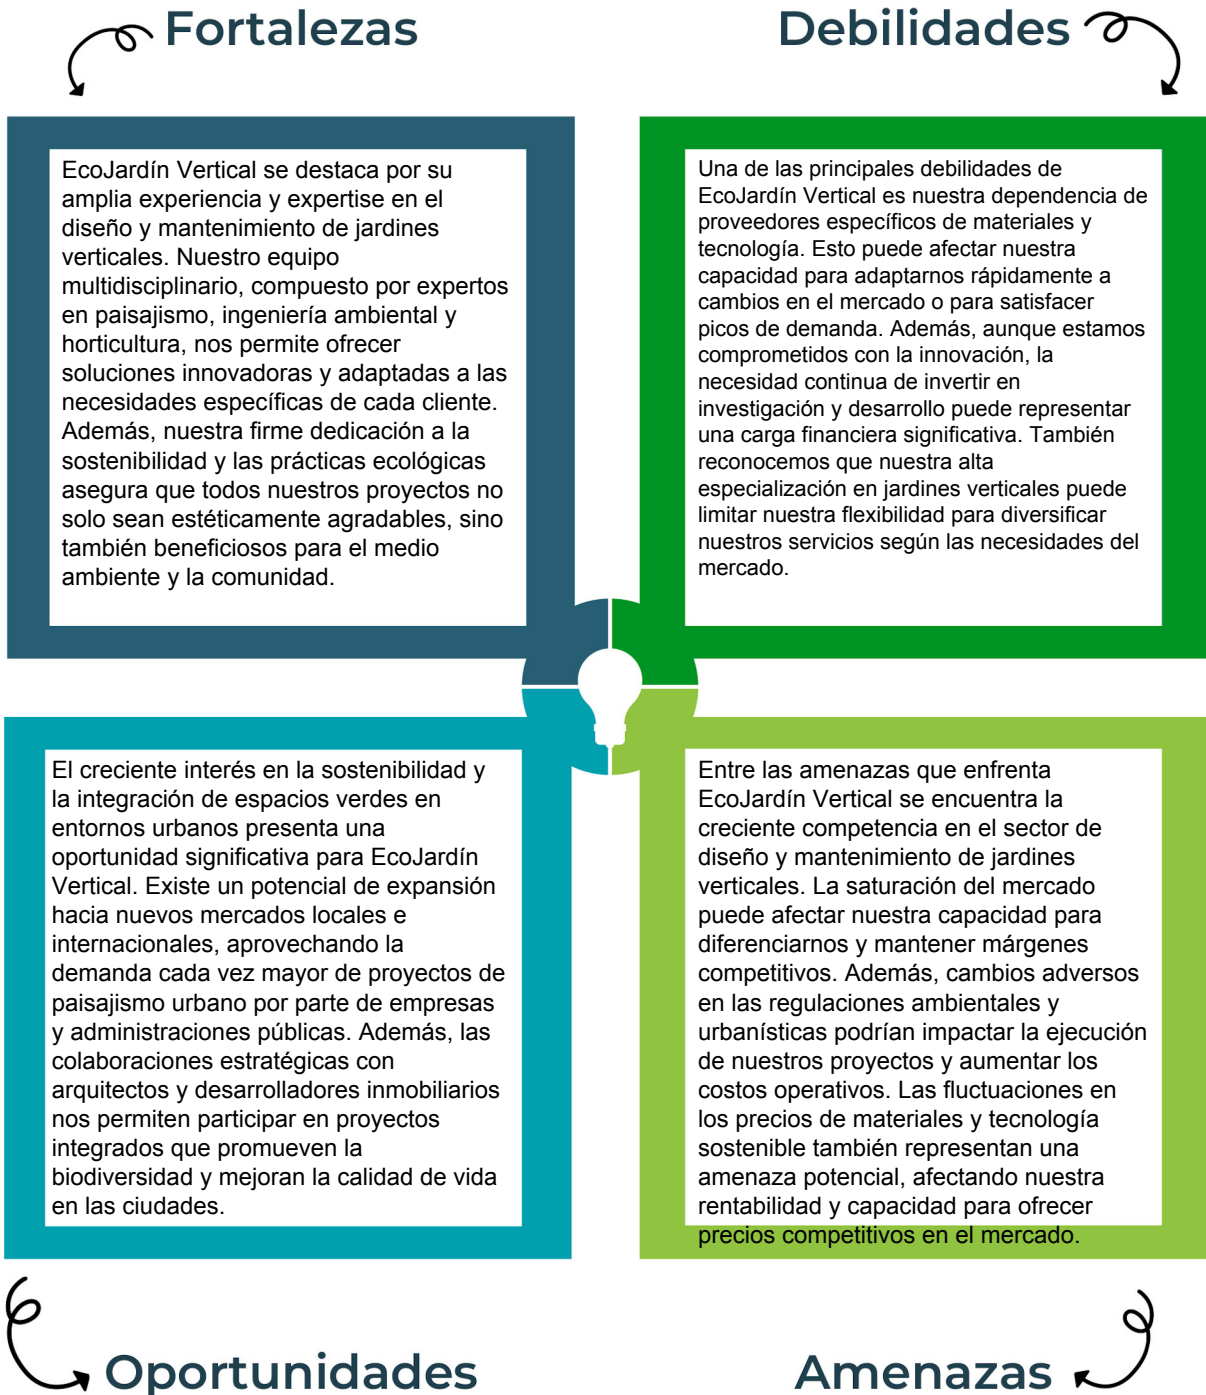 Fortalezas
EcoJardín Vertical se destaca por su
amplia experiencia y expertise en el
diseño y mantenimiento de jardines
verticales. Nuestro equipo
multidisciplinario, compuesto por expertos
en paisajismo, ingeniería ambiental y
horticultura, nos permite ofrecer
soluciones innovadoras y adaptadas a las
necesidades específicas de cada cliente.
Además, nuestra firme dedicación a la
sostenibilidad y las prácticas ecológicas
asegura que todos nuestros proyectos no
solo sean estéticamente agradables, sino
también beneficiosos para el medio
ambiente y la comunidad.
Debilidades
Una de las principales debilidades de
EcoJardín Vertical es nuestra dependencia de
proveedores específicos de materiales y
tecnología. Esto puede afectar nuestra
capacidad para adaptarnos rápidamente a
cambios en el mercado o para satisfacer
picos de demanda. Además, aunque estamos
comprometidos con la innovación, la
necesidad continua de invertir en
investigación y desarrollo puede representar
una carga financiera significativa. También
reconocemos que nuestra alta
especialización en jardines verticales puede
limitar nuestra flexibilidad para diversificar
nuestros servicios según las necesidades del
mercado.
El creciente interés en la sostenibilidad y
la integración de espacios verdes en
entornos urbanos presenta una
oportunidad significativa para EcoJardín
Vertical. Existe un potencial de expansión
hacia nuevos mercados locales e
internacionales, aprovechando la
demanda cada vez mayor de proyectos de
paisajismo urbano por parte de empresas
y administraciones públicas. Además, las
colaboraciones estratégicas con
arquitectos y desarrolladores inmobiliarios
nos permiten participar en proyectos
integrados que promueven la
biodiversidad y mejoran la calidad de vida
en las ciudades.
Oportunidades
Entre las amenazas que enfrenta
EcoJardín Vertical se encuentra la
creciente competencia en el sector de
diseño y mantenimiento de jardines
verticales. La saturación del mercado
puede afectar nuestra capacidad para
diferenciarnos y mantener márgenes
competitivos. Además, cambios adversos
en las regulaciones ambientales y
urbanísticas podrían impactar la ejecución
de nuestros proyectos y aumentar los
costos operativos. Las fluctuaciones en
los precios de materiales y tecnología
sostenible también representan una
amenaza potencial, afectando nuestra
rentabilidad y capacidad para ofrecer
precios competitivos en el mercado.
Amenazas